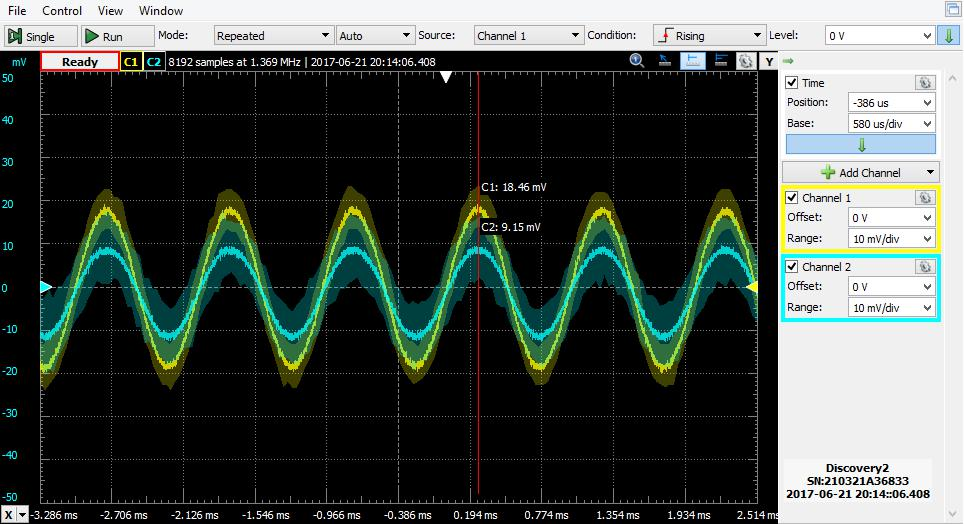 File Control View Window
Single Run Mode: Repeated Auto Source: Channel 1 Condition: Rising Level: 0 V
mV Ready C1 C2 8192 samples at 1.369 MHz | 2017-06-21 20:14:06.408 Y
50
40
30
20
10
0
-10
-20
-30
-40
-50
C1: 18.46 mV
C2: 9.15 mV
X -3.286 ms -2.706 ms -2.126 ms -1.546 ms -0.966 ms -0.386 ms 0.194 ms 0.774 ms 1.354 ms 1.934 ms 2.514 ms
Time
Position: -386 us
Base: 580 us/div
Add Channel
Channel 1
Offset: 0 V
Range: 10 mV/div
Channel 2
Offset: 0 V
Range: 10 mV/div
Discovery2
SN:210321A36833
2017-06-21 20:14:06.408